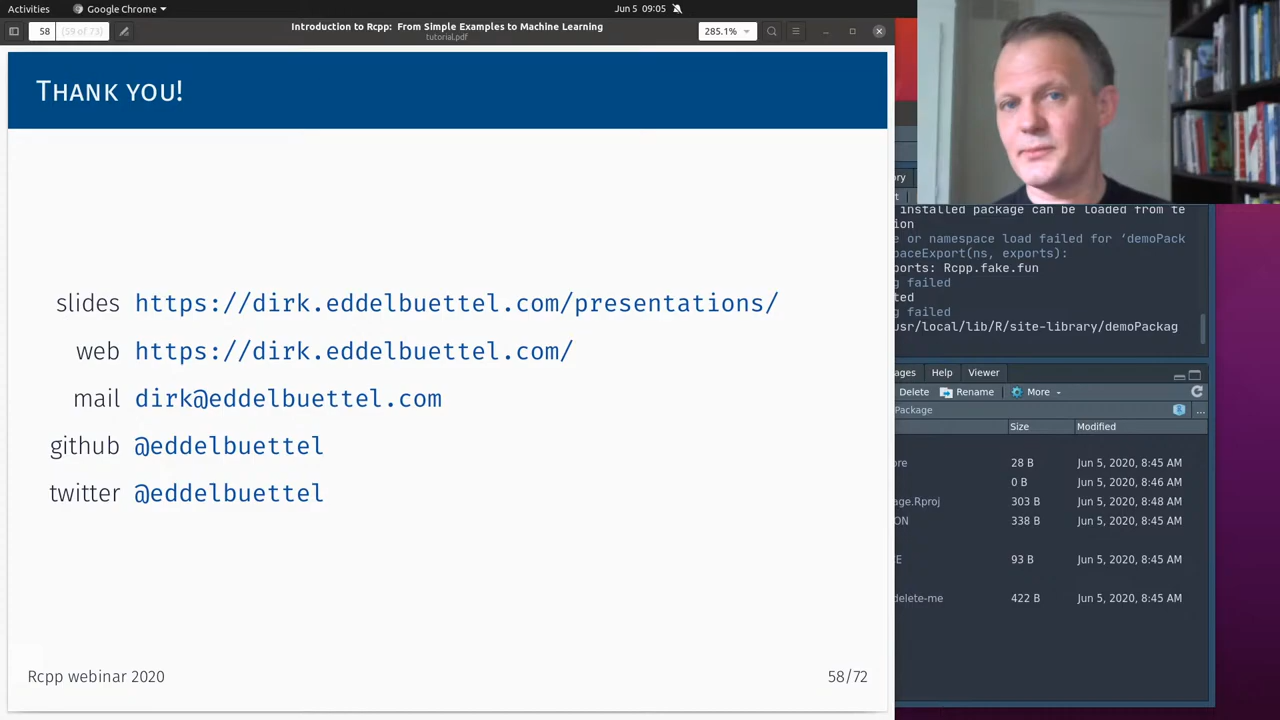 Activities
Google Chrome
Jun 5 09:05
58
(59 of 73)
Introduction to Rcpp: From Simple Examples to Machine Learning
tutorial.pdf
285.1%
THANK YOU!
slides https://dirk.eddelbuettel.com/presentations/
web https://dirk.eddelbuettel.com/
mail dirk@eddelbuettel.com
github @eddelbuettel
twitter @eddelbuettel
Rcpp webinar 2020
58/72
installed package can be loaded from te
ion
e or namespace load failed for ‘demoPack
paceExport(ns, exports):
ports: Rcpp.fake.fun
g failed
ted
g failed
usr/local/lib/R/site-library/demoPackag
ages Help Viewer
Delete Rename More
Package ...
Size Modified
ore 28 B Jun 5, 2020, 8:45 AM
0 B Jun 5, 2020, 8:46 AM
age.Rproj 303 B Jun 5, 2020, 8:48 AM
ON 338 B Jun 5, 2020, 8:45 AM
E 93 B Jun 5, 2020, 8:45 AM
delete-me 422 B Jun 5, 2020, 8:45 AM